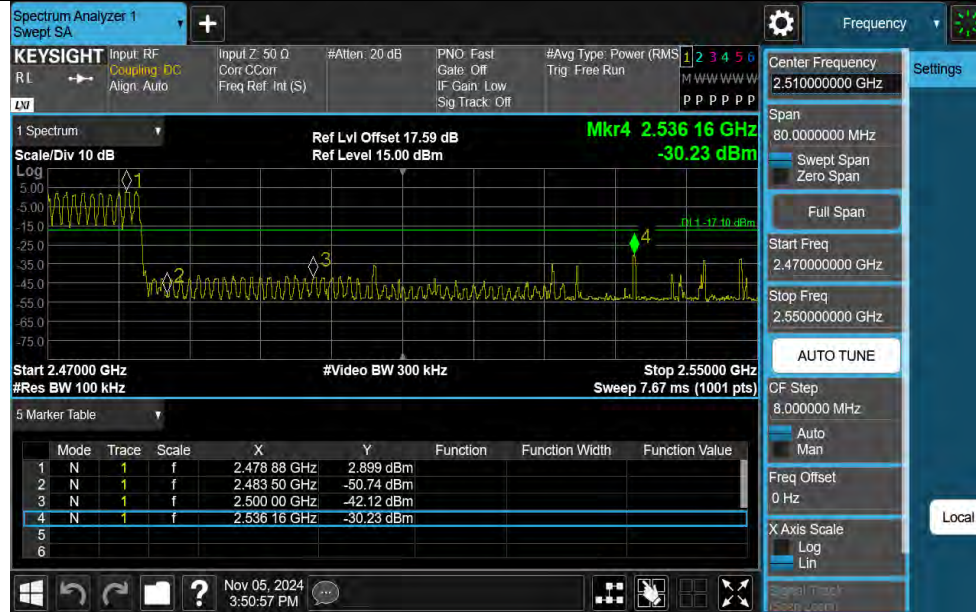 Spectrum Analyzer 1
Swept SA
+
Frequency
KEYSIGHT
RL
LXI
Input: RF
Coupling: DC
Align: Auto
Input Z: 50 Ω
Corr CCorr
Freq Ref: Int (S)
#Atten: 20 dB
PNO: Fast
Gate: Off
IF Gain: Low
Sig Track: Off
#Avg Type: Power (RMS
Trig: Free Run
1 2 3 4 5 6
M W W W W W
P P P P P P
1 Spectrum
Scale/Div 10 dB
Log
Ref Lvl Offset 17.59 dB
Ref Level 15.00 dBm
Mkr4 2.536 16 GHz
-30.23 dBm
5.00
-5.00
-15.0
-25.0
-35.0
-45.0
-55.0
-65.0
-75.0
1
2
3
4
DL1 -17.10 dBm
Start 2.47000 GHz
#Res BW 100 kHz
#Video BW 300 kHz
Stop 2.55000 GHz
Sweep 7.67 ms (1001 pts)
5 Marker Table
Mode Trace Scale X Y Function Function Width Function Value
1 N 1 f 2.478 88 GHz 2.899 dBm
2 N 1 f 2.483 50 GHz -50.74 dBm
3 N 1 f 2.500 00 GHz -42.12 dBm
4 N 1 f 2.536 16 GHz -30.23 dBm
5
6
?
Nov 05, 2024
3:50:57 PM
Center Frequency
2.510000000 GHz
Settings
Span
80.0000000 MHz
Swept Span
Zero Span
Full Span
Start Freq
2.470000000 GHz
Stop Freq
2.550000000 GHz
AUTO TUNE
CF Step
8.000000 MHz
Auto
Man
Freq Offset
0 Hz
X Axis Scale
Log
Lin
Local
Signal Track